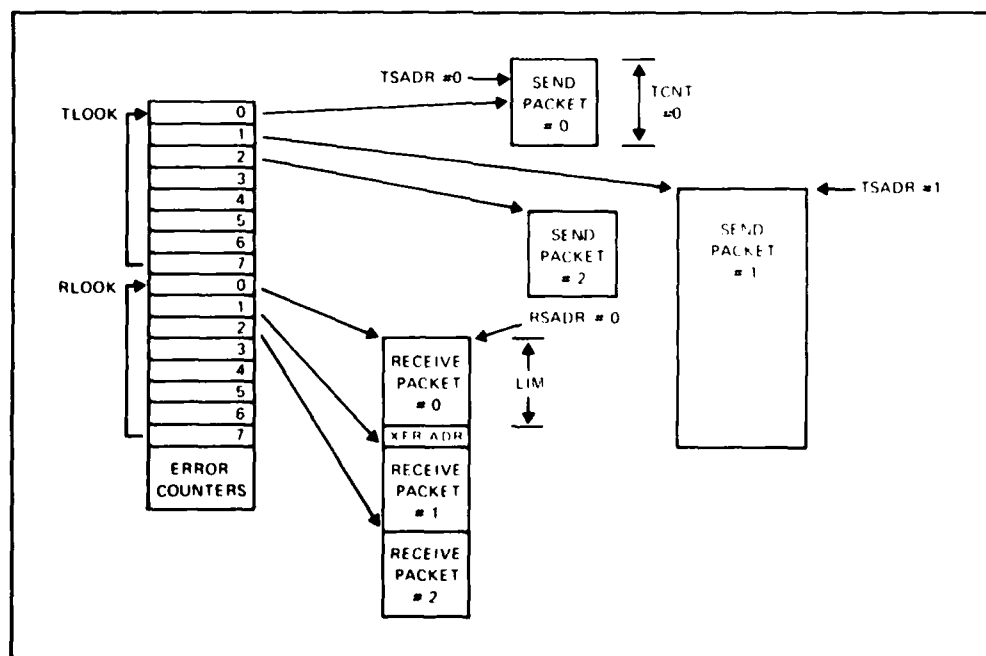 TSADR #0
SEND
PACKET
# 0
TCNT
#0
TLOOK
0
1
2
3
4
5
6
7
TSADR #1
SEND
PACKET
# 1
SEND
PACKET
# 2
RLOOK
0
1
2
3
4
5
6
7
ERROR
COUNTERS
RSADR # 0
RECEIVE
PACKET
# 0
LIM
XFR ADR
RECEIVE
PACKET
# 1
RECEIVE
PACKET
# 2